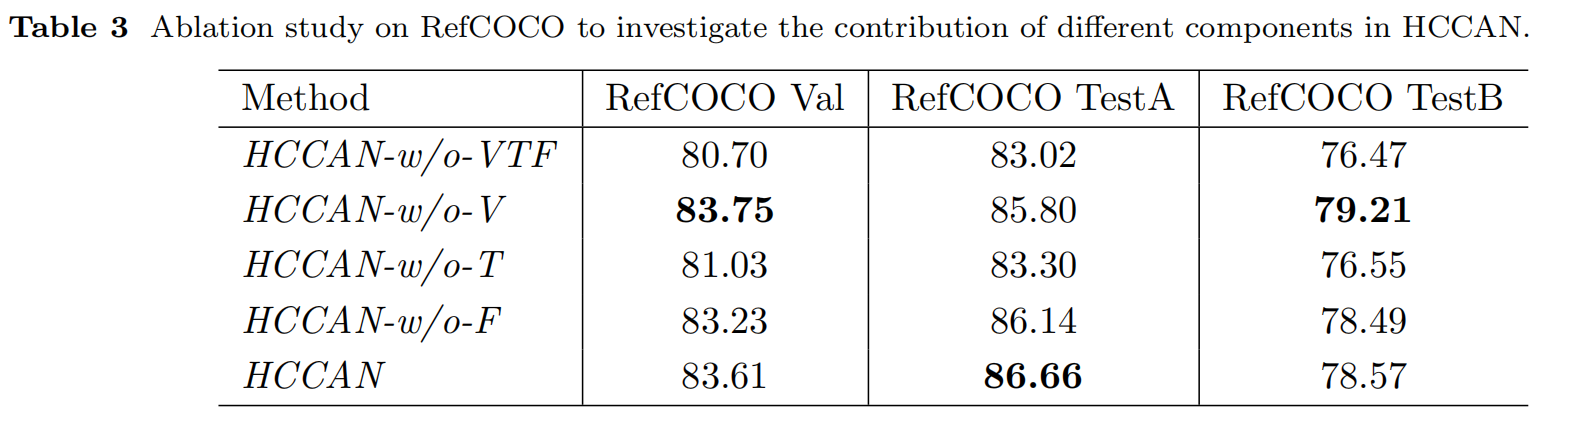 Table 3 Ablation study on RefCOCO to investigate the contribution of different components in HCCAN.
Method RefCOCO Val RefCOCO TestA RefCOCO TestB
HCCAN-w/o-VTF 80.70 83.02 76.47
HCCAN-w/o-V 83.75 85.80 79.21
HCCAN-w/o-T 81.03 83.30 76.55
HCCAN-w/o-F 83.23 86.14 78.49
HCCAN 83.61 86.66 78.57